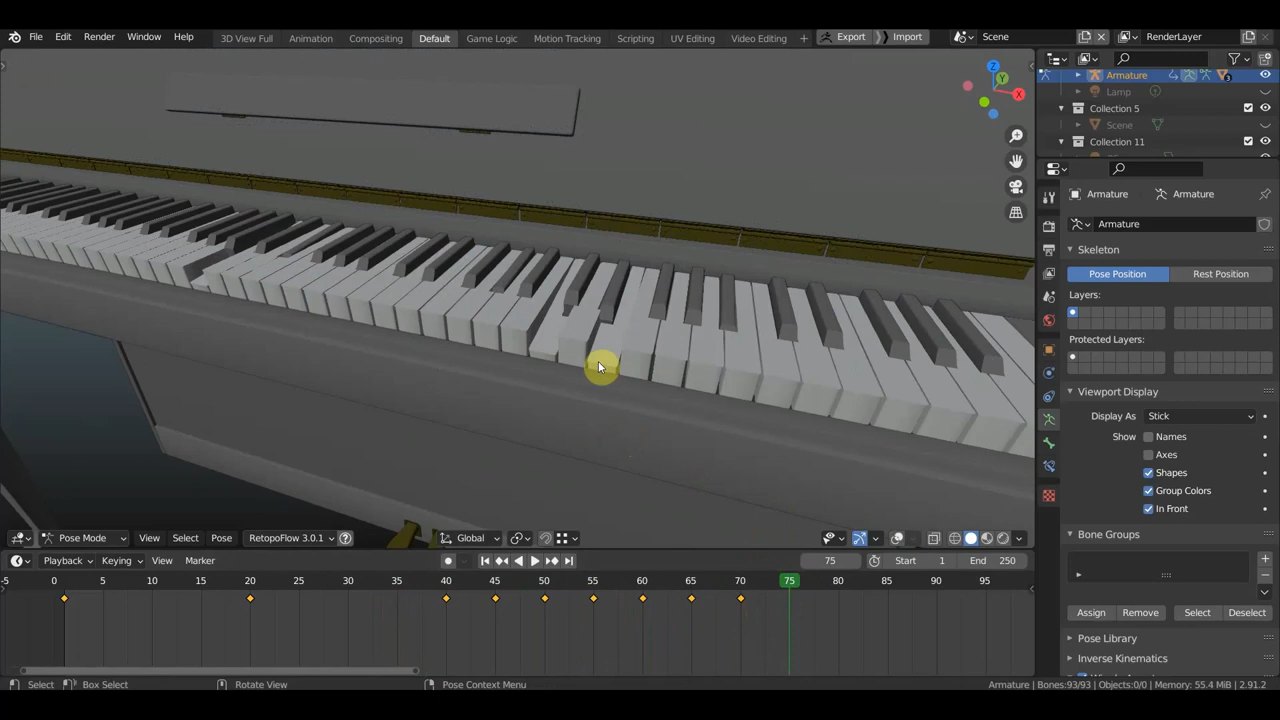 File Edit Render Window Help 3D View Full Animation Compositing Default Game Logic Motion Tracking Scripting UV Editing Video Editing + Export Import Scene RenderLayer
Z
Y
X
Armature 3
Lamp
Collection 5
Scene
Collection 11
Armature Armature
Armature
Skeleton
Pose Position Rest Position
Layers:
Protected Layers:
Viewport Display
Display As Stick
Show Names
Axes
Shapes
Group Colors
In Front
Bone Groups
Assign Remove Select Deselect
Pose Library
Inverse Kinematics
Pose Mode View Select Pose RetopoFlow 3.0.1 Global
Playback Keying View Marker 75 Start 1 End 250
-5 0 5 10 15 20 25 30 35 40 45 50 55 60 65 70 75 80 85 90 95
Select Box Select Rotate View Pose Context Menu Armature | Bones:93/93 | Objects:0/0 | Memory: 55.4 MiB | 2.91.2